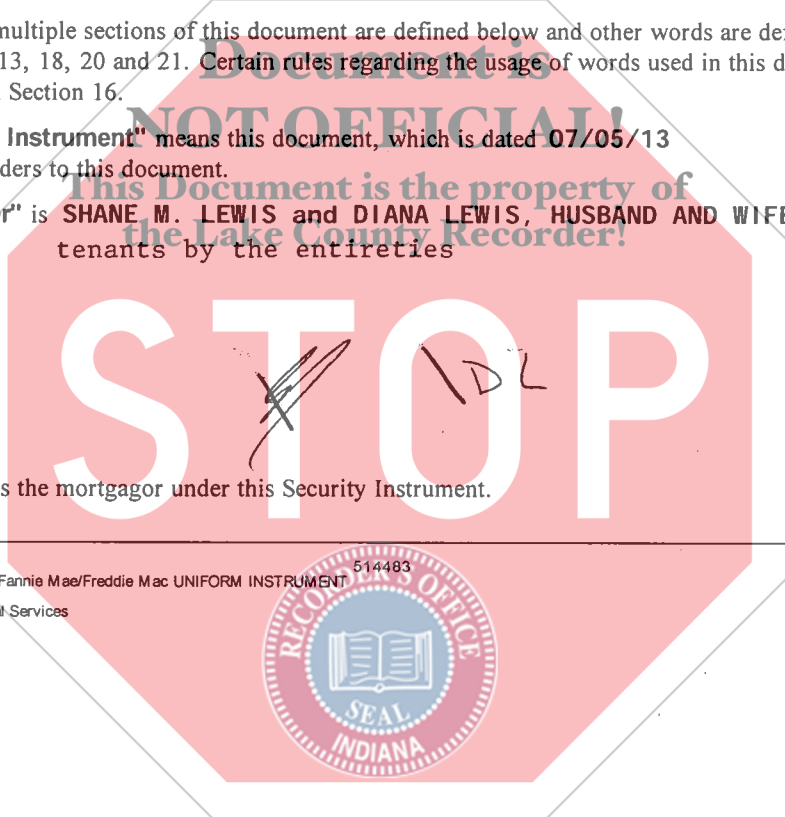 multiple sections of this document are defined below and other words are de
13, 18, 20 and 21. Certain rules regarding the usage of words used in this d
Section 16.
Instrument" means this document, which is dated 07/05/13
ders to this document.
r" is SHANE M. LEWIS and DIANA LEWIS, HUSBAND AND WIFE
tenants by the entireties
Document is
NOT OFFICIAL!
This Document is the property of
the Lake County Recorder!
STOP
DL
s the mortgagor under this Security Instrument.
Fannie Mae/Freddie Mac UNIFORM INSTRUMENT 514483
Services
RECORDER'S OFFICE
SEAL
INDIANA